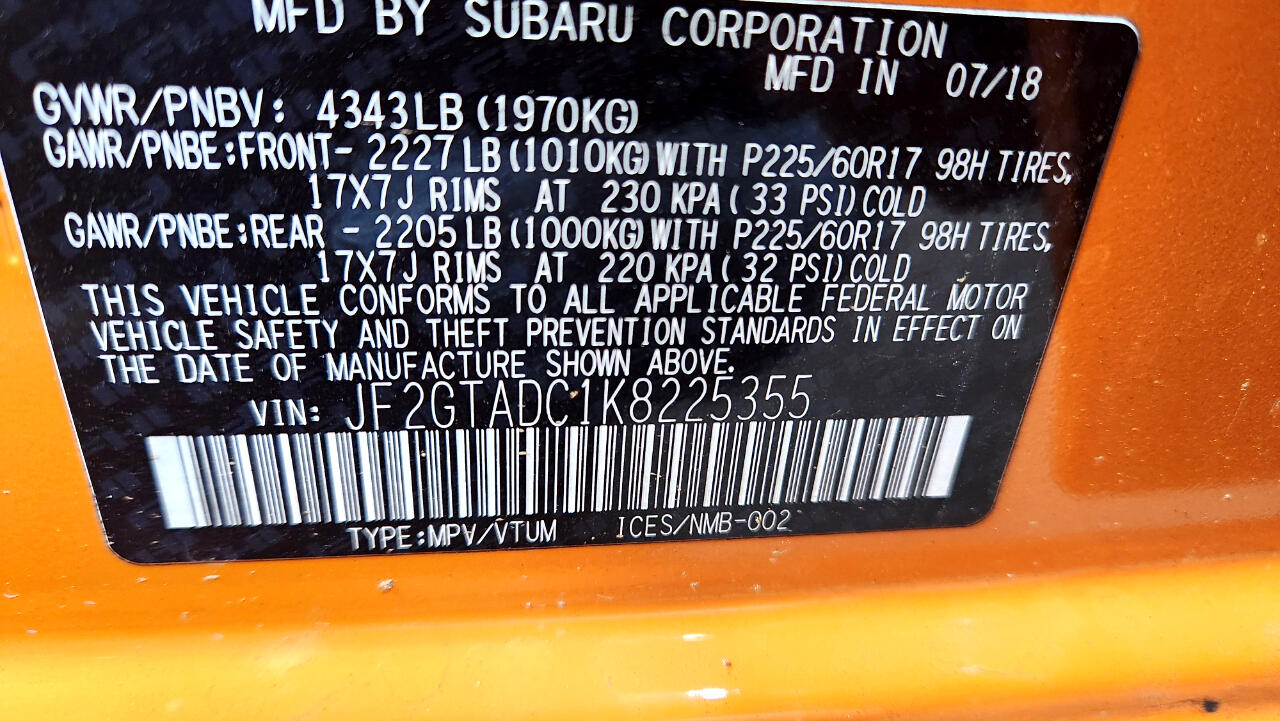 MFD BY SUBARU CORPORATION
MFD IN 07/18
GVWR/PNBV: 4343LB (1970KG)
GAWR/PNBE:FRONT- 2227LB (1010KG) WITH P225/60R17 98H TIRES,
17X7J RIMS AT 230 KPA (33 PSI) COLD
GAWR/PNBE:REAR - 2205LB (1000KG) WITH P225/60R17 98H TIRES,
17X7J RIMS AT 220 KPA (32 PSI) COLD
THIS VEHICLE CONFORMS TO ALL APPLICABLE FEDERAL MOTOR
VEHICLE SAFETY AND THEFT PREVENTION STANDARDS IN EFFECT ON
THE DATE OF MANUFACTURE SHOWN ABOVE.
VIN: JF2GTADC1K8225355
TYPE:MPV/VTUM ICES/NMB-002